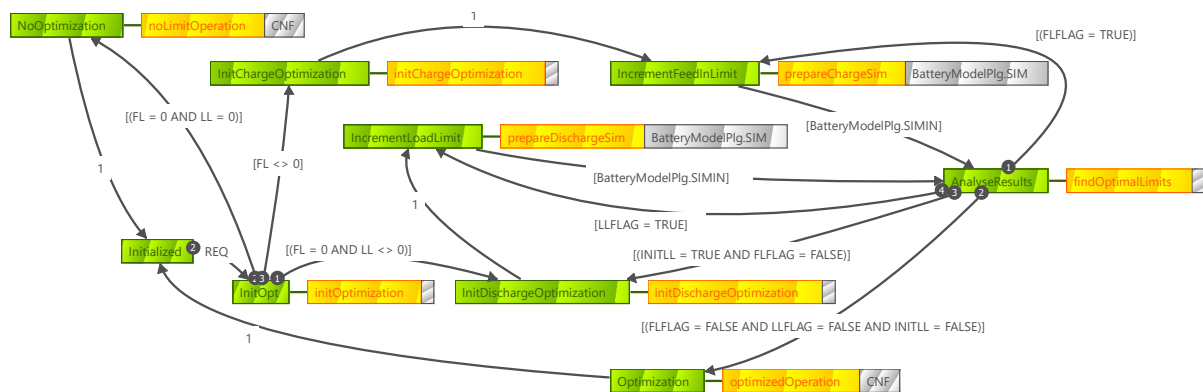 NoOptimization noLimitOperation CNF
1
[(FLFLAG = TRUE)]
InitChargeOptimization initChargeOptimization
IncrementFeedInLimit prepareChargeSim BatteryModelPlg.SIM
[(FL = 0 AND LL = 0)]
[BatteryModelPlg.SIMIN]
IncrementLoadLimit prepareDischargeSim BatteryModelPlg.SIM
[FL <> 0]
1
[BatteryModelPlg.SIMIN]
1
AnalyseResults findOptimalLimits
1
4 3 2
[LLFLAG = TRUE]
Initialized 2 REQ
[(FL = 0 AND LL <> 0)]
[(INITLL = TRUE AND FLFLAG = FALSE)]
3 1
InitOpt initOptimization
InitDischargeOptimization initDischargeOptimization
[(FLFLAG = FALSE AND LLFLAG = FALSE AND INITLL = FALSE)]
1
Optimization optimizedOperation CNF